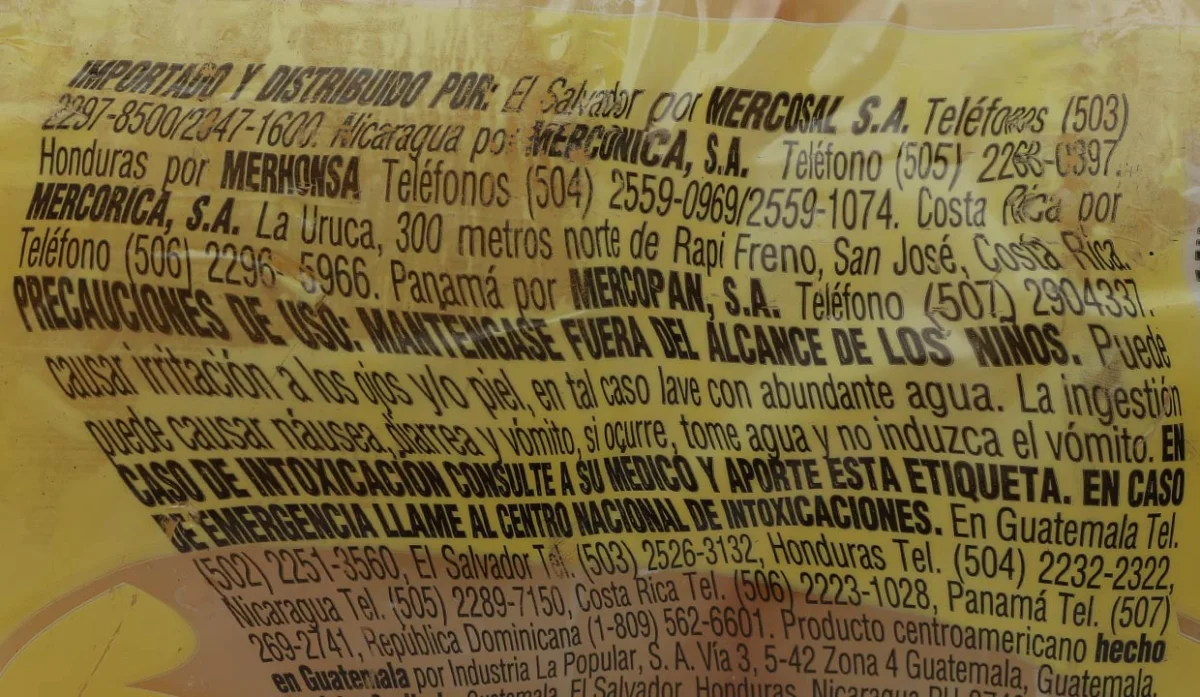 IMPORTADO Y DISTRIBUIDO POR: El Salvador por MERCOSAL S.A. Teléfonos (503)
2297-8500/2347-1600. Nicaragua por MERCONICA, S.A. Teléfono (505) 2268-0397.
Honduras por MERHONSA Teléfonos (504) 2559-0969/2559-1074. Costa Rica por
MERCORICA, S.A. La Uruca, 300 metros norte de Rapi Freno, San José, Costa Rica.
Teléfono (506) 2296- 5966. Panamá por MERCOPAN, S.A. Teléfono (507) 2904337.
PRECAUCIONES DE USO: MANTENGASE FUERA DEL ALCANCE DE LOS NIÑOS. Puede
causar irritación a los ojos y/o piel, en tal caso lave con abundante agua. La ingestión
puede causar náusea, diarrea y vómito, si ocurre, tome agua y no induzca el vómito. EN
CASO DE INTOXICACIÓN CONSULTE A SU MÉDICO Y APORTE ESTA ETIQUETA. EN CASO
DE EMERGENCIA LLAME AL CENTRO NACIONAL DE INTOXICACIONES. En Guatemala Tel.
(502) 2251-3560, El Salvador Tel. (503) 2526-3132, Honduras Tel. (504) 2232-2322,
Nicaragua Tel. (505) 2289-7150, Costa Rica Tel. (506) 2223-1028, Panamá Tel. (507)
269-2741, República Dominicana (1-809) 562-6601. Producto centroamericano hecho
en Guatemala por Industria La Popular, S. A. Vía 3, 5-42 Zona 4 Guatemala, Guatemala.
Guatemala, El Salvador, Honduras, Nicaragua